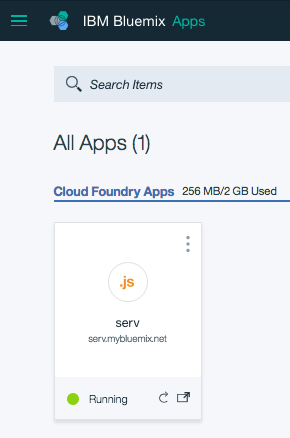 IBM Bluemix Apps
Search Items
All Apps (1)
Cloud Foundry Apps 256 MB/2 GB Used
.js
serv
serv.mybluemix.net
Running